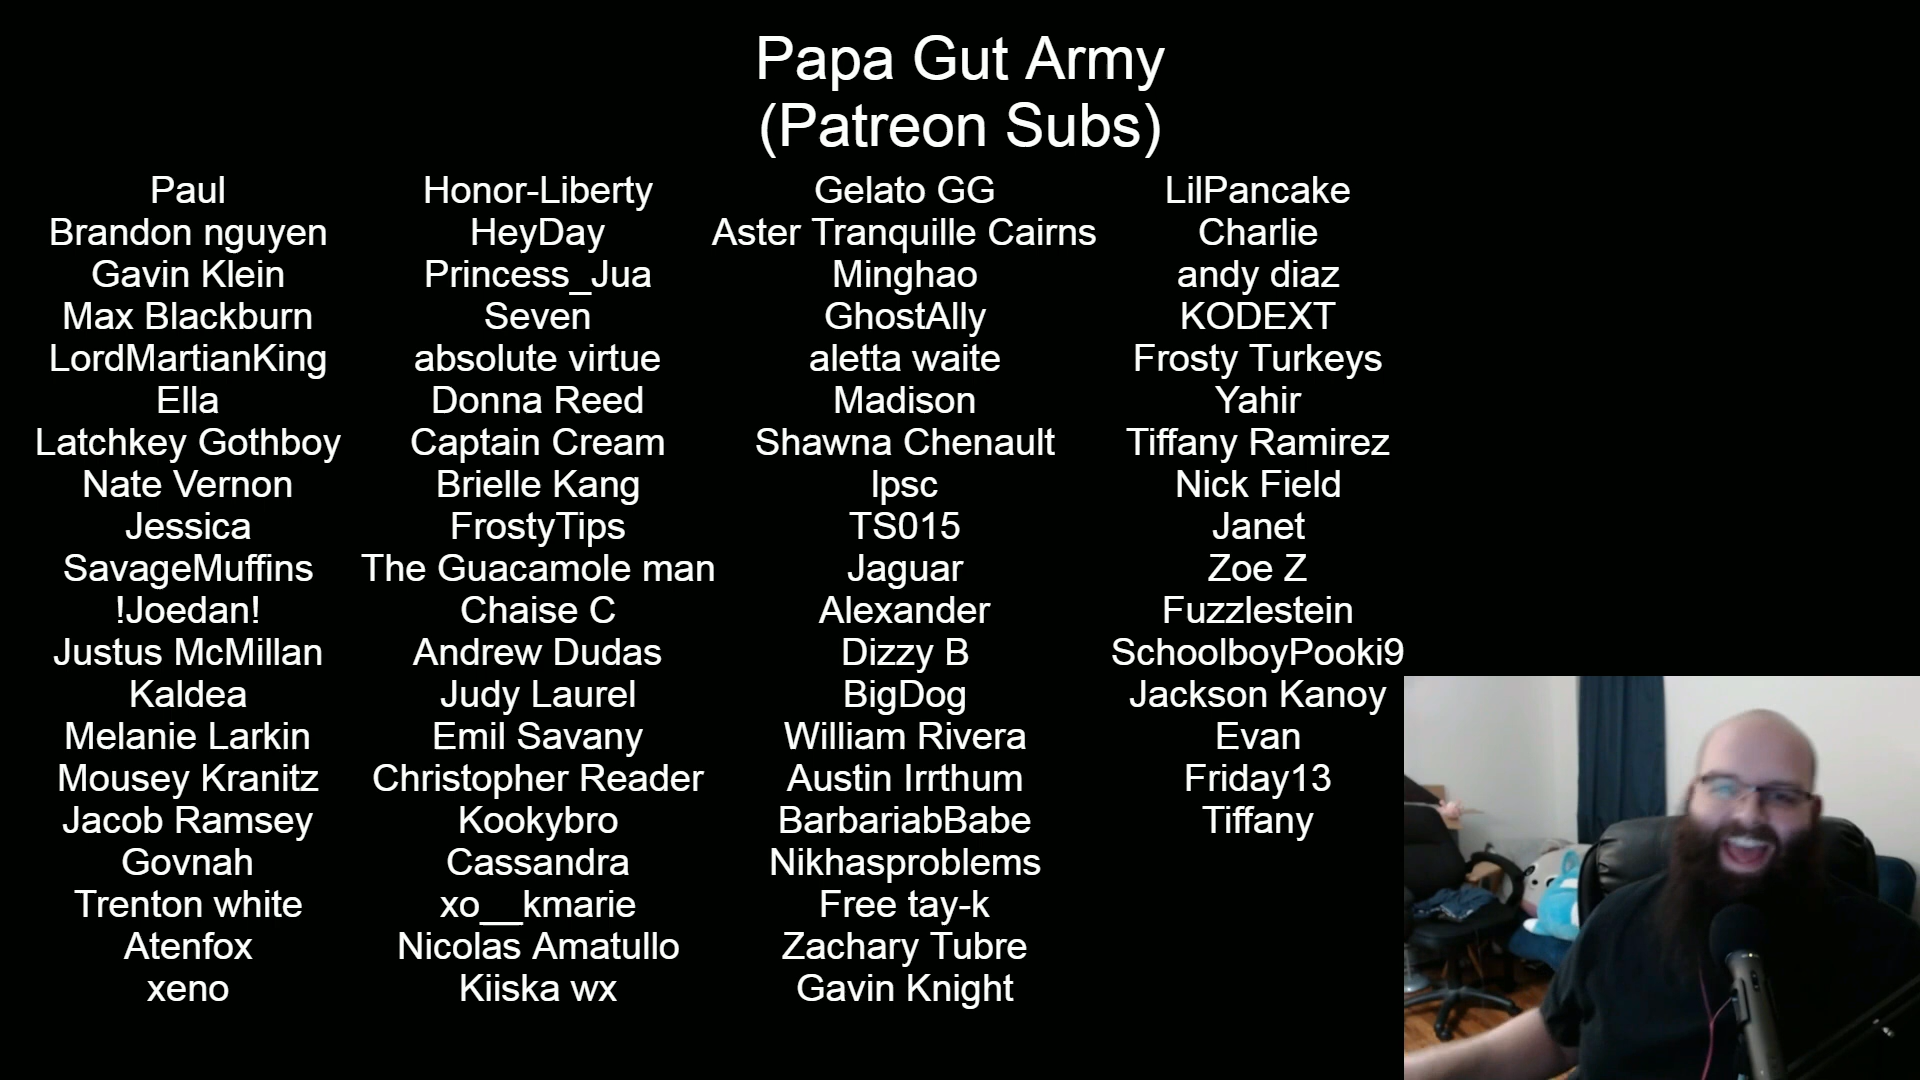 Papa Gut Army
(Patreon Subs)
Paul
Brandon nguyen
Gavin Klein
Max Blackburn
LordMartianKing
Ella
Latchkey Gothboy
Nate Vernon
Jessica
SavageMuffins
!Joedan!
Justus McMillan
Kaldea
Melanie Larkin
Mousey Kranitz
Jacob Ramsey
Govnah
Trenton white
Atenfox
xeno
Honor-Liberty
HeyDay
Princess_Jua
Seven
absolute virtue
Donna Reed
Captain Cream
Brielle Kang
FrostyTips
The Guacamole man
Chaise C
Andrew Dudas
Judy Laurel
Emil Savany
Christopher Reader
Kookybro
Cassandra
xo__kmarie
Nicolas Amatullo
Kiiska wx
Gelato GG
Aster Tranquille Cairns
Minghao
GhostAlly
aletta waite
Madison
Shawna Chenault
lpsc
TS015
Jaguar
Alexander
Dizzy B
BigDog
William Rivera
Austin Irrthum
BarbariabBabe
Nikhasproblems
Free tay-k
Zachary Tubre
Gavin Knight
LilPancake
Charlie
andy diaz
KODEXT
Frosty Turkeys
Yahir
Tiffany Ramirez
Nick Field
Janet
Zoe Z
Fuzzlestein
SchoolboyPooki9
Jackson Kanoy
Evan
Friday13
Tiffany